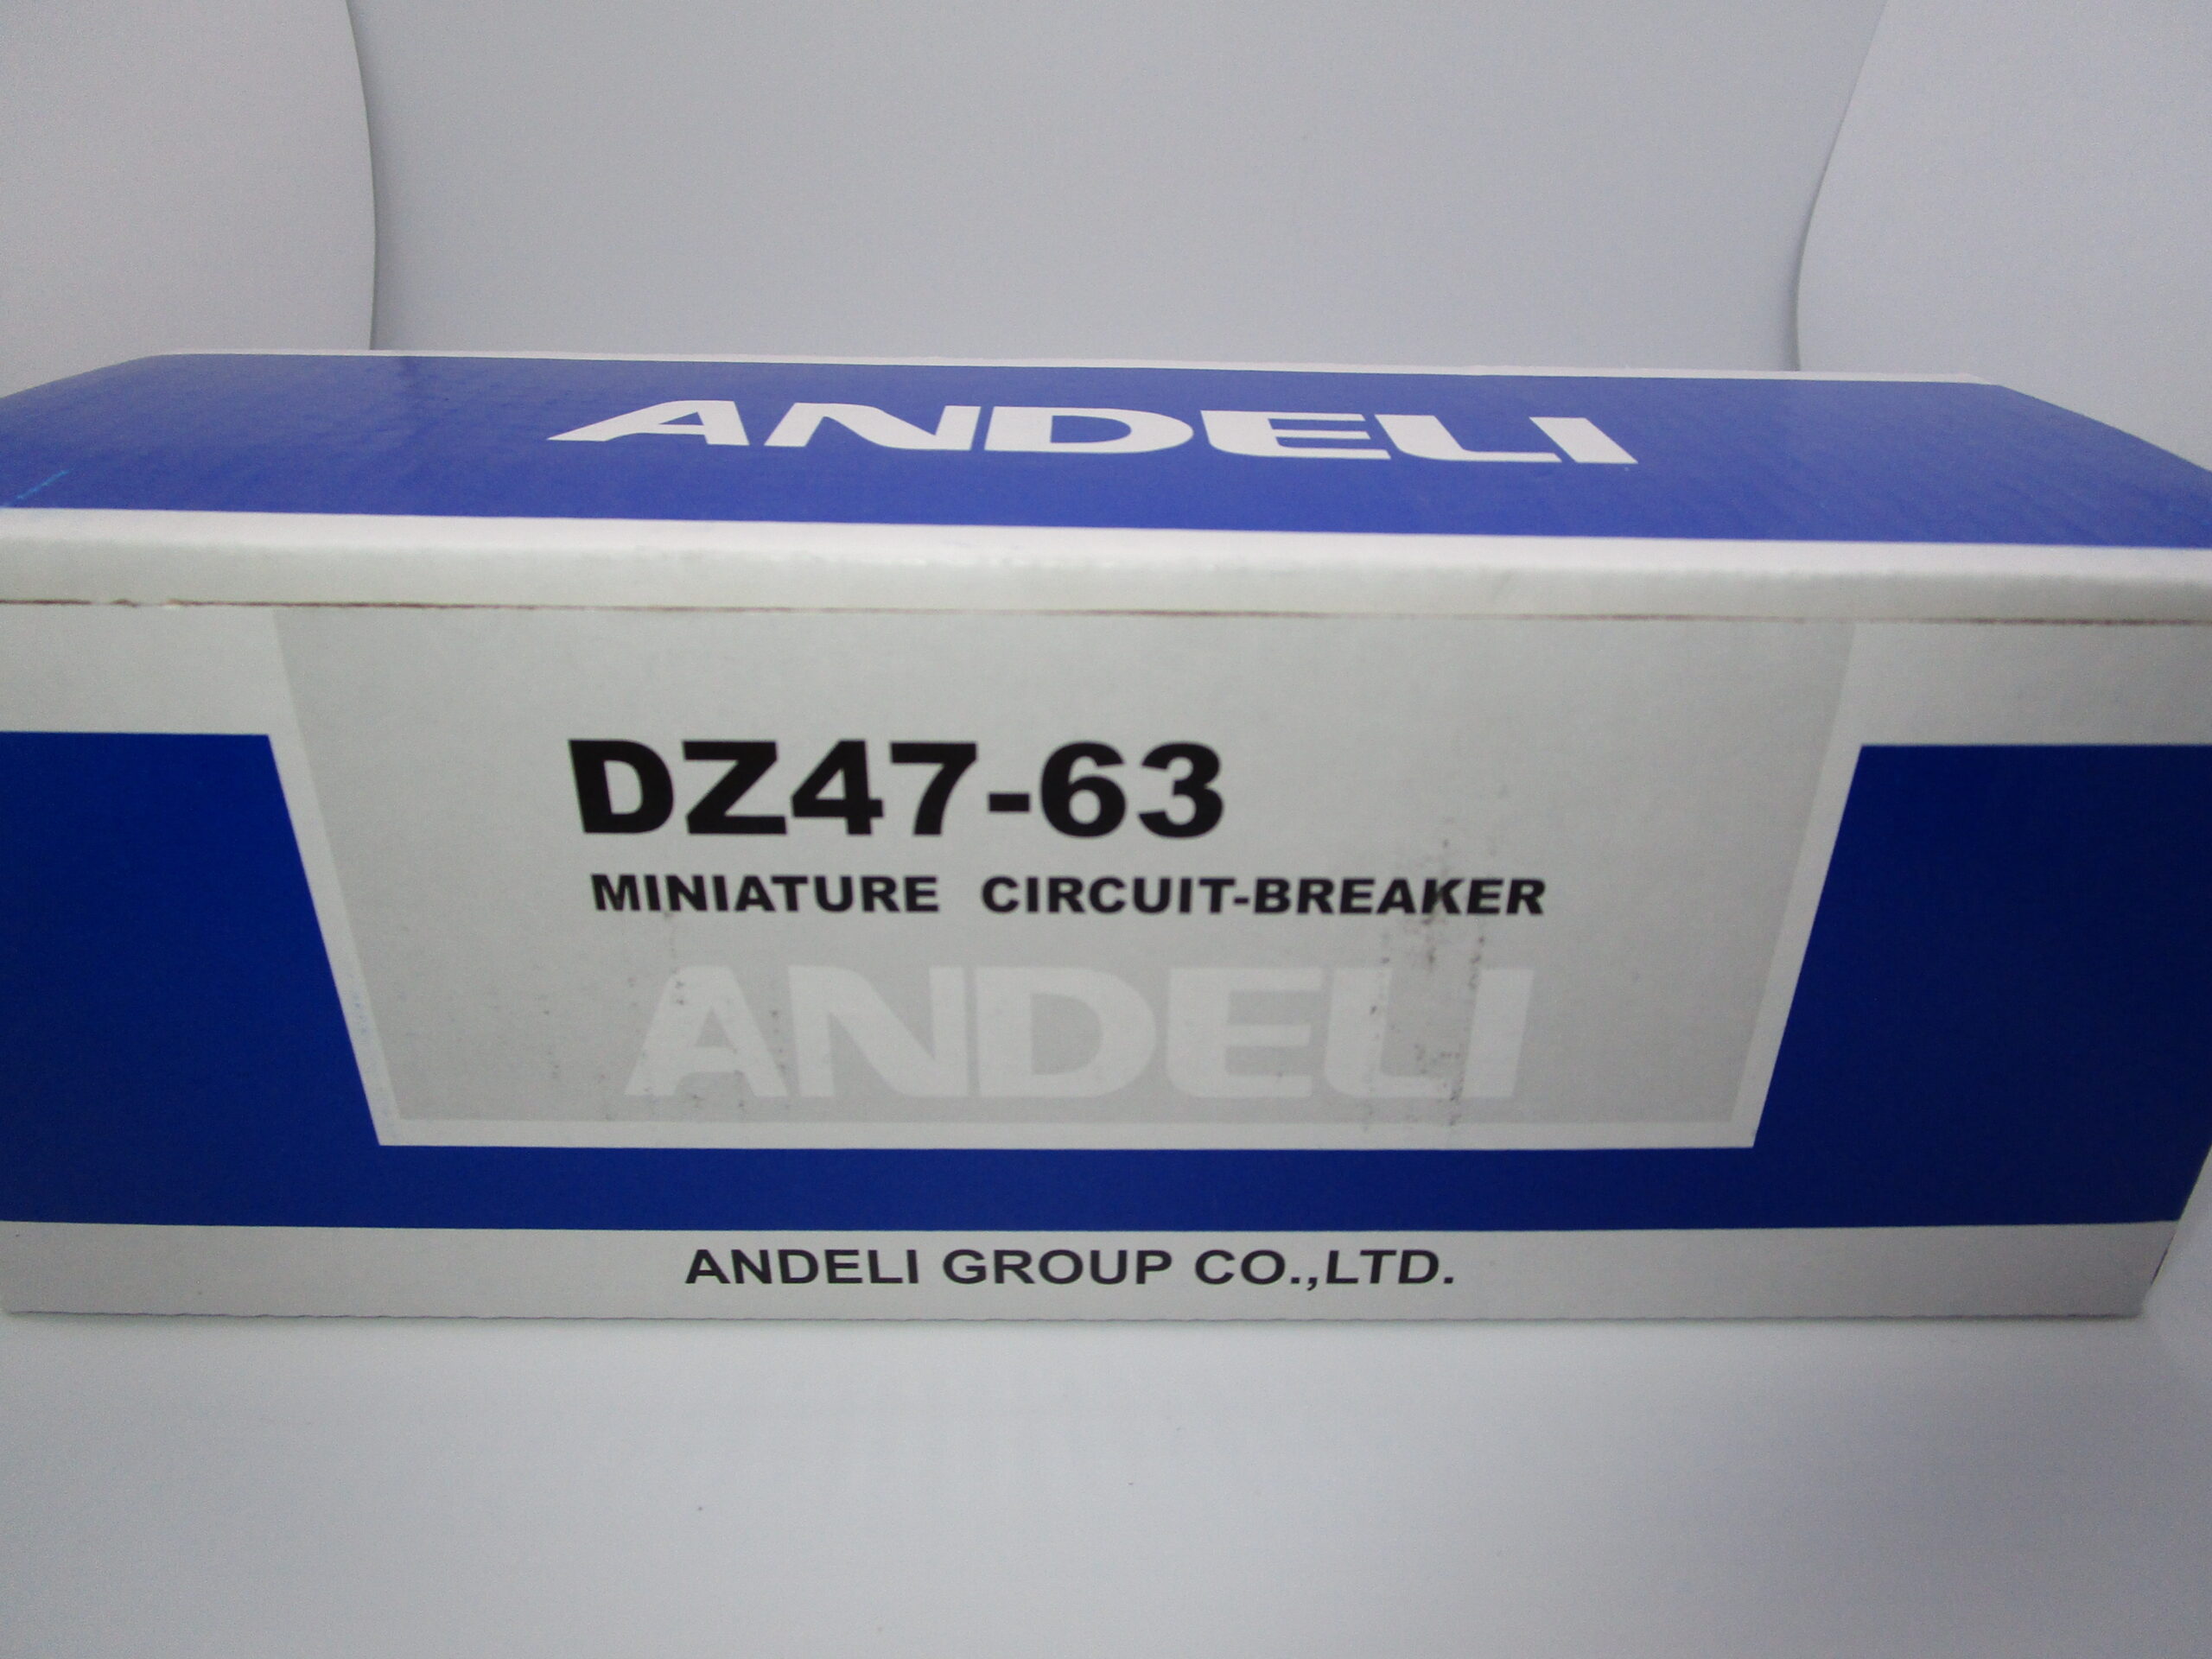 ANDELI
DZ47-63
MINIATURE CIRCUIT-BREAKER
ANDELI
ANDELI GROUP CO.,LTD.